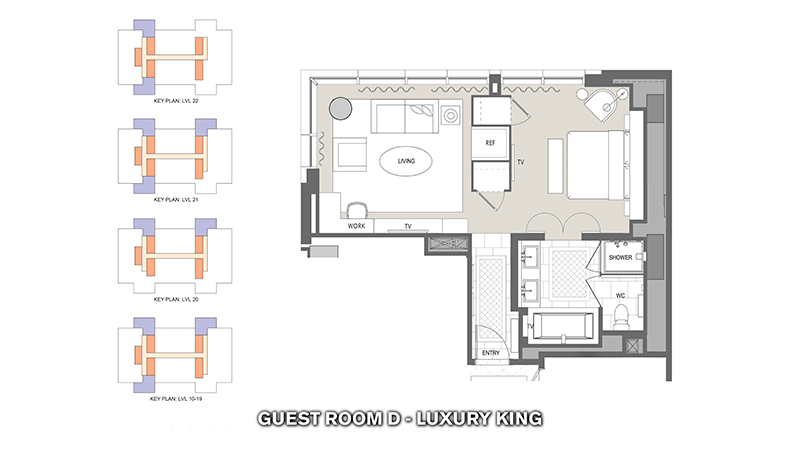 KEY PLAN: LVL 22
KEY PLAN: LVL 21
KEY PLAN: LVL 20
KEY PLAN: LVL 10-19
REF
TV
LIVING
WORK
TV
SHOWER
WC
TV
ENTRY
GUEST ROOM D - LUXURY KING